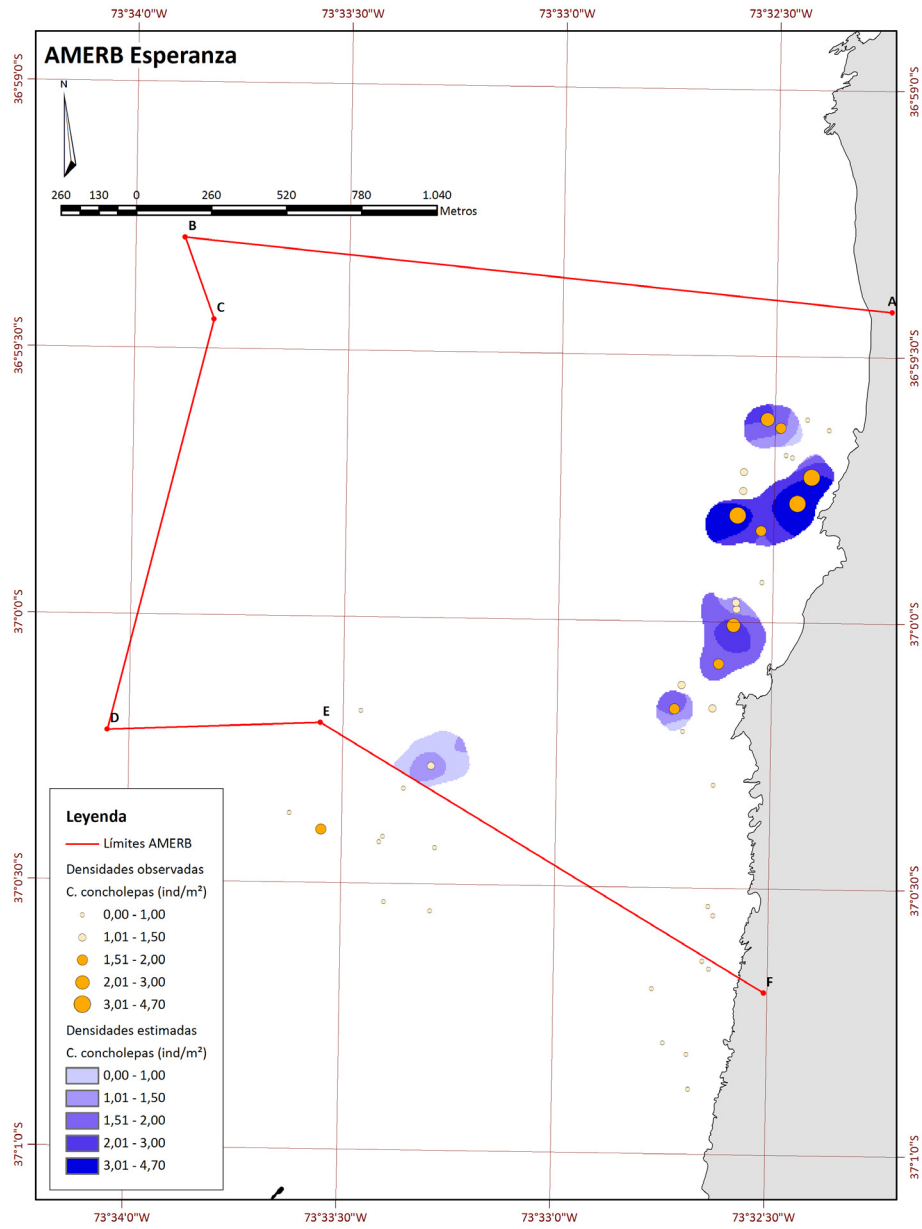 73°34'0"W 73°33'30"W 73°33'0"W 73°32'30"W
AMERB Esperanza
36°59'0"S 36°59'0"S
N
260 130 0 260 520 780 1.040
Metros
B
A
C
36°59'30"S 36°59'30"S
37°0'0"S 37°0'0"S
D
E
Leyenda
Límites AMERB
Densidades observadas
C. concholepas (ind/m²)
0,00 - 1,00
1,01 - 1,50
1,51 - 2,00
2,01 - 3,00
3,01 - 4,70
Densidades estimadas
C. concholepas (ind/m²)
0,00 - 1,00
1,01 - 1,50
1,51 - 2,00
2,01 - 3,00
3,01 - 4,70
37°0'30"S 37°0'30"S
F
37°1'0"S 37°1'0"S
73°34'0"W 73°33'30"W 73°33'0"W 73°32'30"W